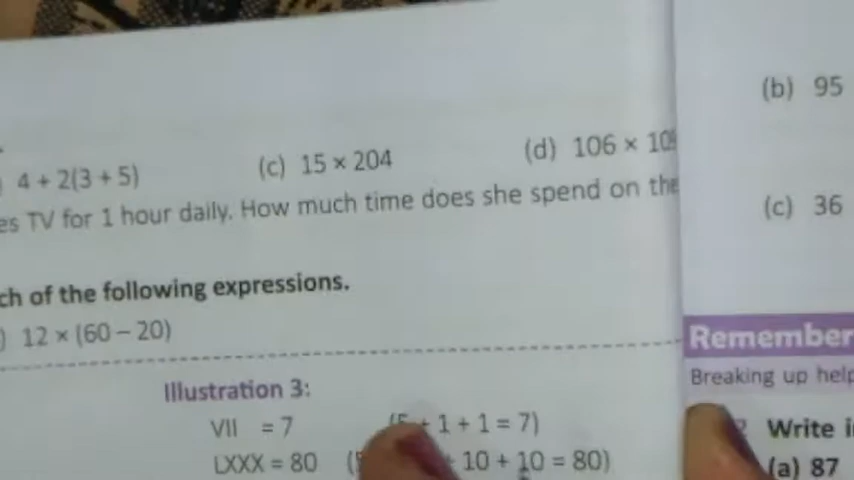 4 + 2(3 + 5)
(c) 15 × 204
(d) 106 × 10
es TV for 1 hour daily. How much time does she spend on the
ch of the following expressions.
) 12 × (60 – 20)
Illustration 3:
VII = 7 + 1 + 1 = 7)
LXXX = 80 + 10 + 10 = 80)
(b) 95
(c) 36
Remember
Breaking up help
Write i
(a) 87